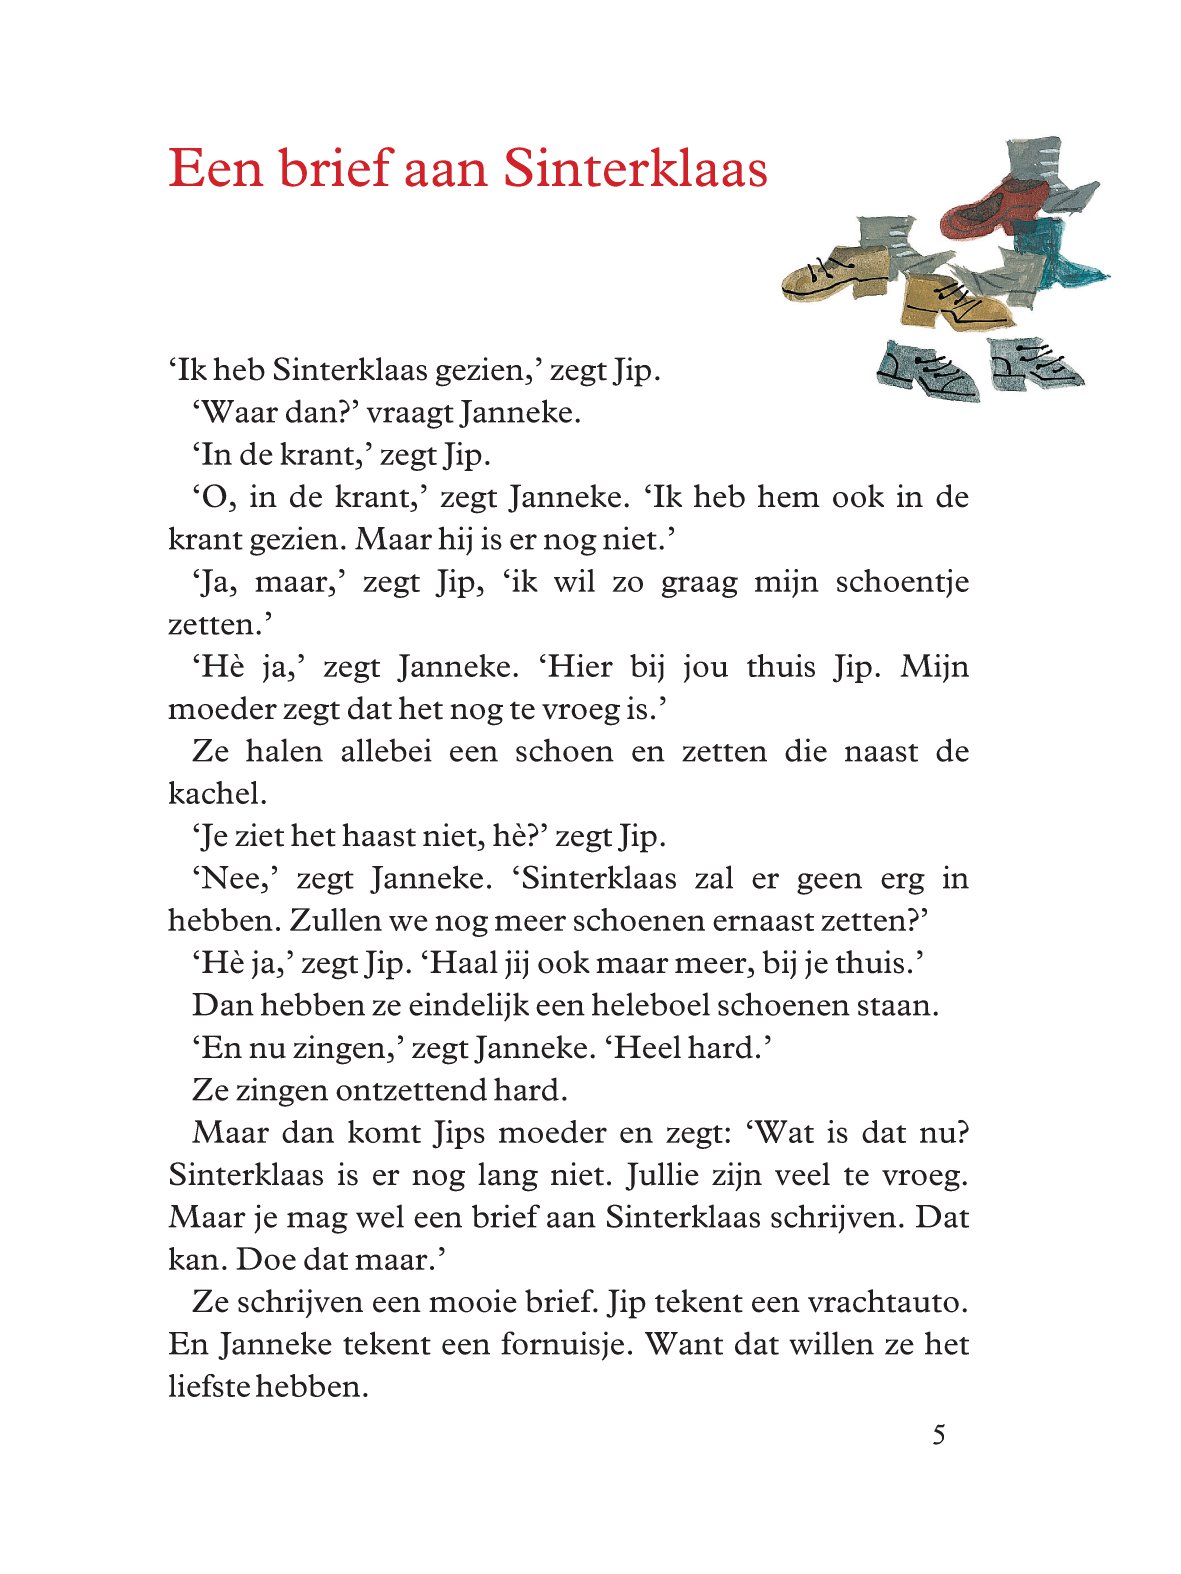 Een brief aan Sinterklaas
‘Ik heb Sinterklaas gezien,’ zegt Jip.
‘Waar dan?’ vraagt Janneke.
‘In de krant,’ zegt Jip.
‘O, in de krant,’ zegt Janneke. ‘Ik heb hem ook in de
krant gezien. Maar hij is er nog niet.’
‘Ja, maar,’ zegt Jip, ‘ik wil zo graag mijn schoentje
zetten.’
‘Hè ja,’ zegt Janneke. ‘Hier bij jou thuis Jip. Mijn
moeder zegt dat het nog te vroeg is.’
Ze halen allebei een schoen en zetten die naast de
kachel.
‘Je ziet het haast niet, hè?’ zegt Jip.
‘Nee,’ zegt Janneke. ‘Sinterklaas zal er geen erg in
hebben. Zullen we nog meer schoenen ernaast zetten?’
‘Hè ja,’ zegt Jip. ‘Haal jij ook maar meer, bij je thuis.’
Dan hebben ze eindelijk een heleboel schoenen staan.
‘En nu zingen,’ zegt Janneke. ‘Heel hard.’
Ze zingen ontzettend hard.
Maar dan komt Jips moeder en zegt: ‘Wat is dat nu?
Sinterklaas is er nog lang niet. Jullie zijn veel te vroeg.
Maar je mag wel een brief aan Sinterklaas schrijven. Dat
kan. Doe dat maar.’
Ze schrijven een mooie brief. Jip tekent een vrachtauto.
En Janneke tekent een fornuisje. Want dat willen ze het
liefste hebben.
5